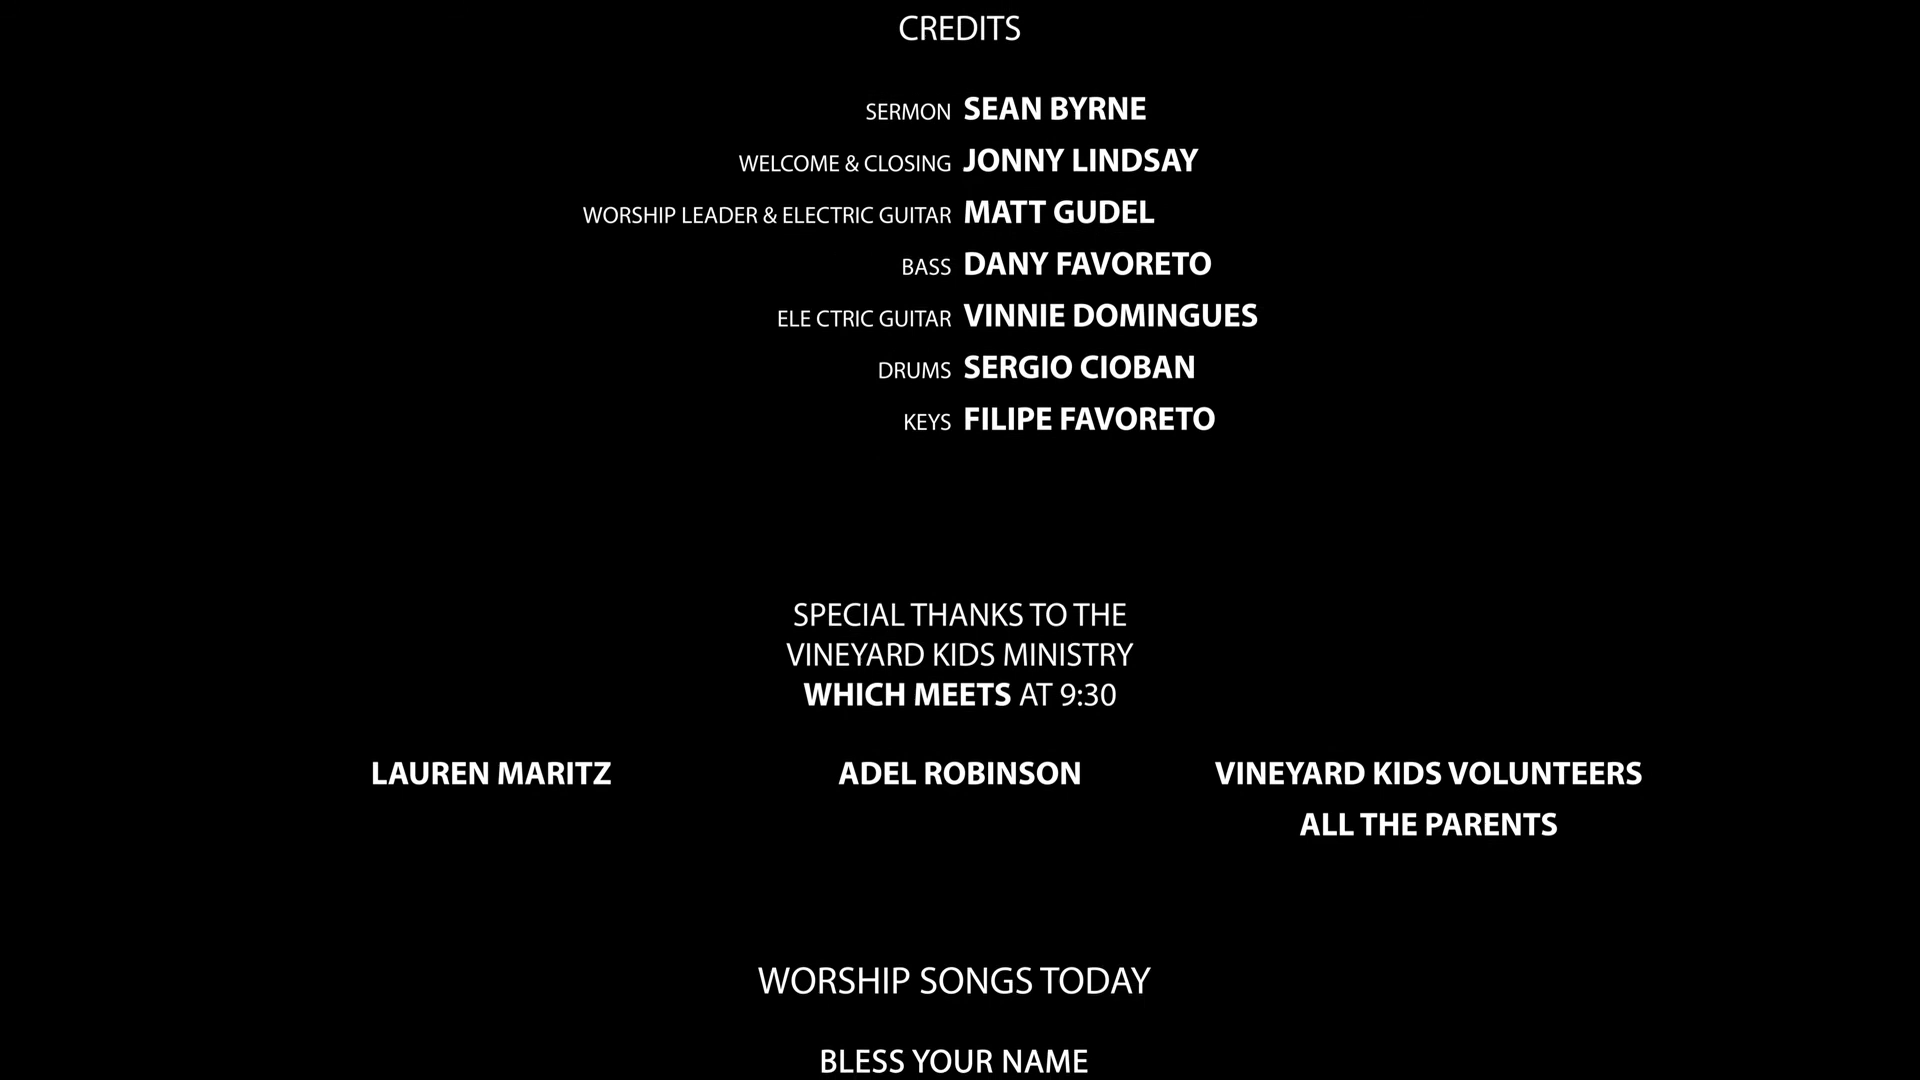 CREDITS
SERMON SEAN BYRNE
WELCOME & CLOSING JONNY LINDSAY
WORSHIP LEADER & ELECTRIC GUITAR MATT GUDEL
BASS DANY FAVORETO
ELE CTRIC GUITAR VINNIE DOMINGUES
DRUMS SERGIO CIOBAN
KEYS FILIPE FAVORETO
SPECIAL THANKS TO THE
VINEYARD KIDS MINISTRY
WHICH MEETS AT 9:30
LAUREN MARITZ ADEL ROBINSON VINEYARD KIDS VOLUNTEERS
ALL THE PARENTS
WORSHIP SONGS TODAY
BLESS YOUR NAME